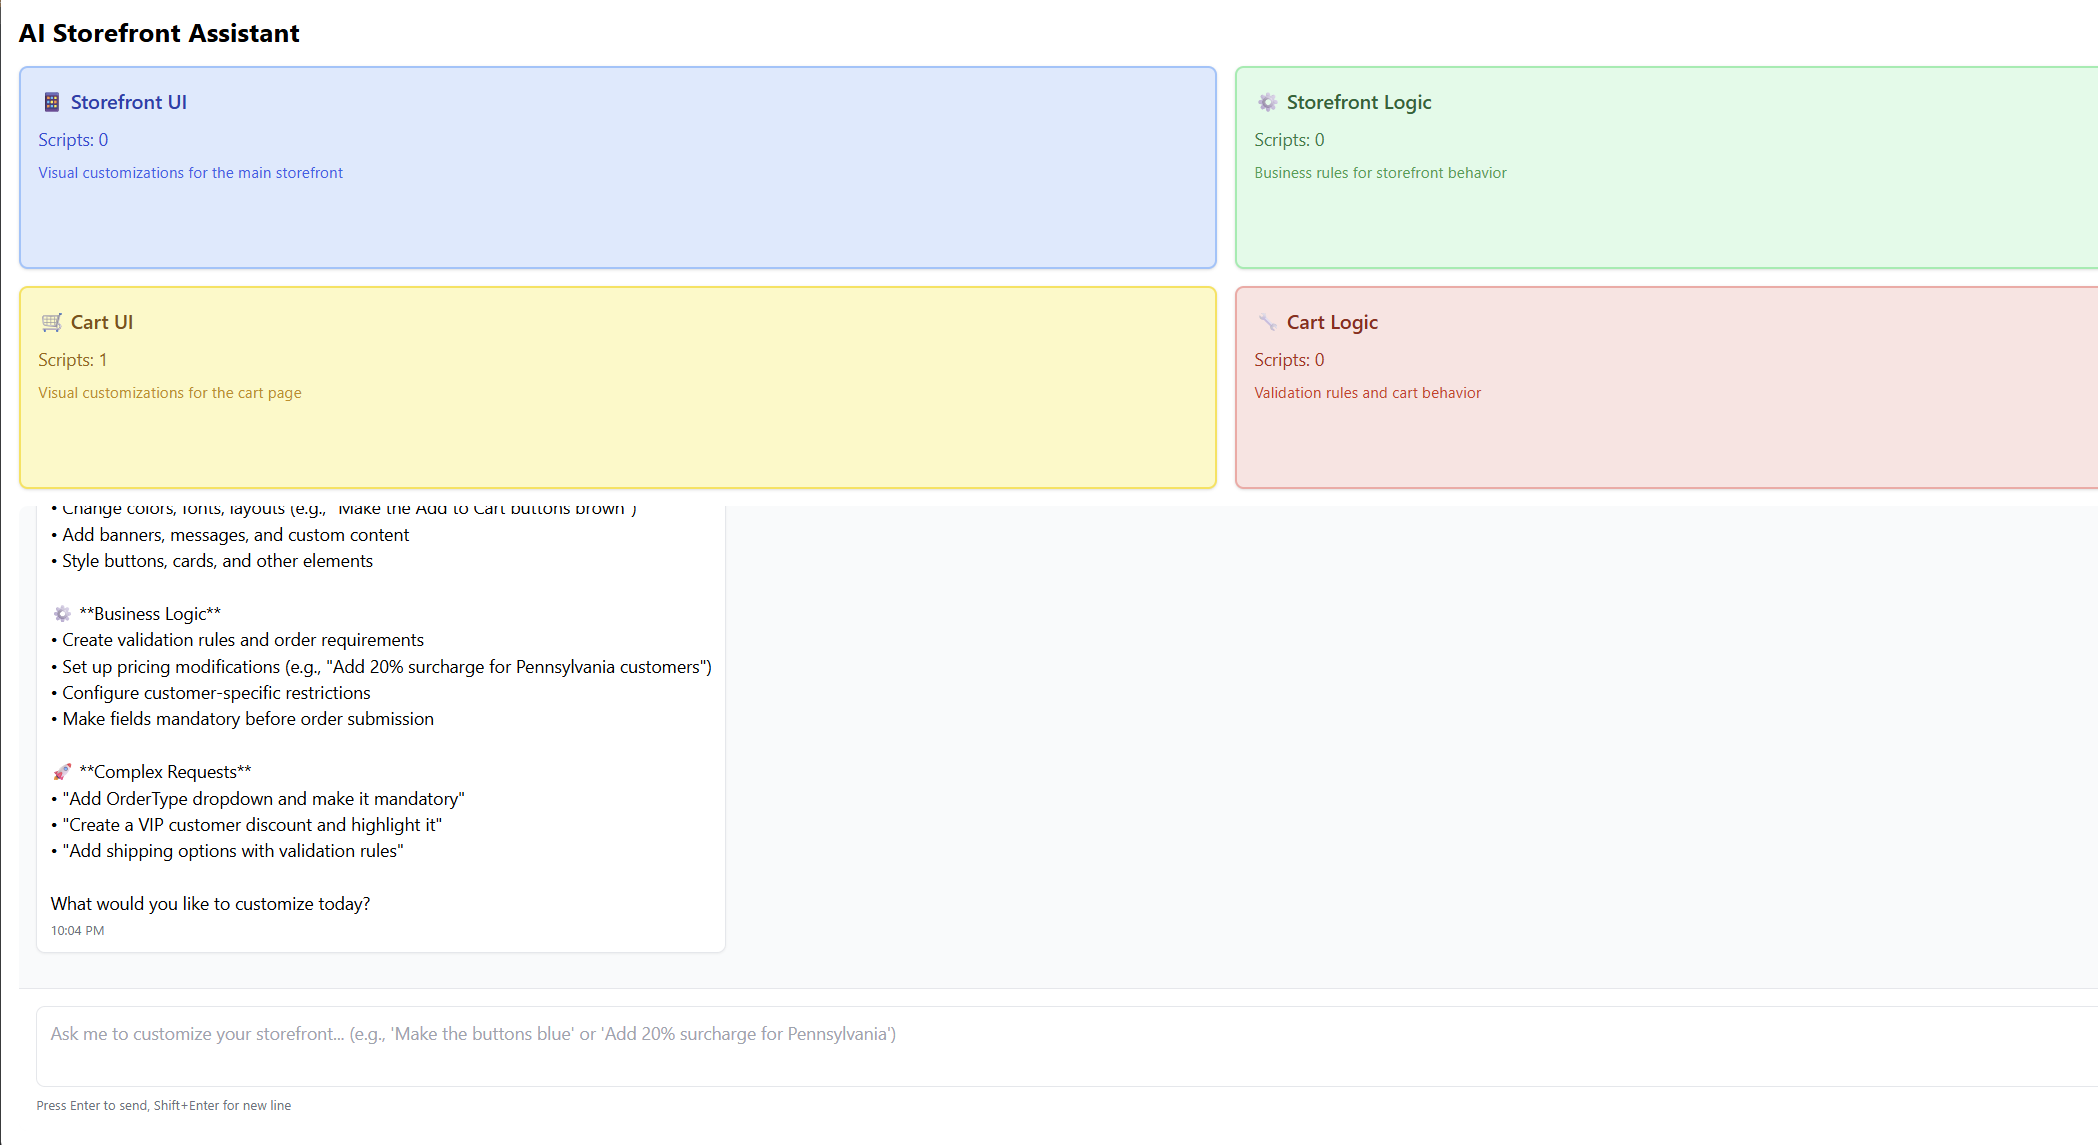 AI Storefront Assistant
Storefront UI
Scripts: 0
Visual customizations for the main storefront
Storefront Logic
Scripts: 0
Business rules for storefront behavior
Cart UI
Scripts: 1
Visual customizations for the cart page
Cart Logic
Scripts: 0
Validation rules and cart behavior
• Change colors, fonts, layouts (e.g., "Make the Add to Cart buttons brown")
• Add banners, messages, and custom content
• Style buttons, cards, and other elements
**Business Logic**
• Create validation rules and order requirements
• Set up pricing modifications (e.g., "Add 20% surcharge for Pennsylvania customers")
• Configure customer-specific restrictions
• Make fields mandatory before order submission
**Complex Requests**
• "Add OrderType dropdown and make it mandatory"
• "Create a VIP customer discount and highlight it"
• "Add shipping options with validation rules"
What would you like to customize today?
10:04 PM
Ask me to customize your storefront... (e.g., 'Make the buttons blue' or 'Add 20% surcharge for Pennsylvania')
Press Enter to send, Shift+Enter for new line